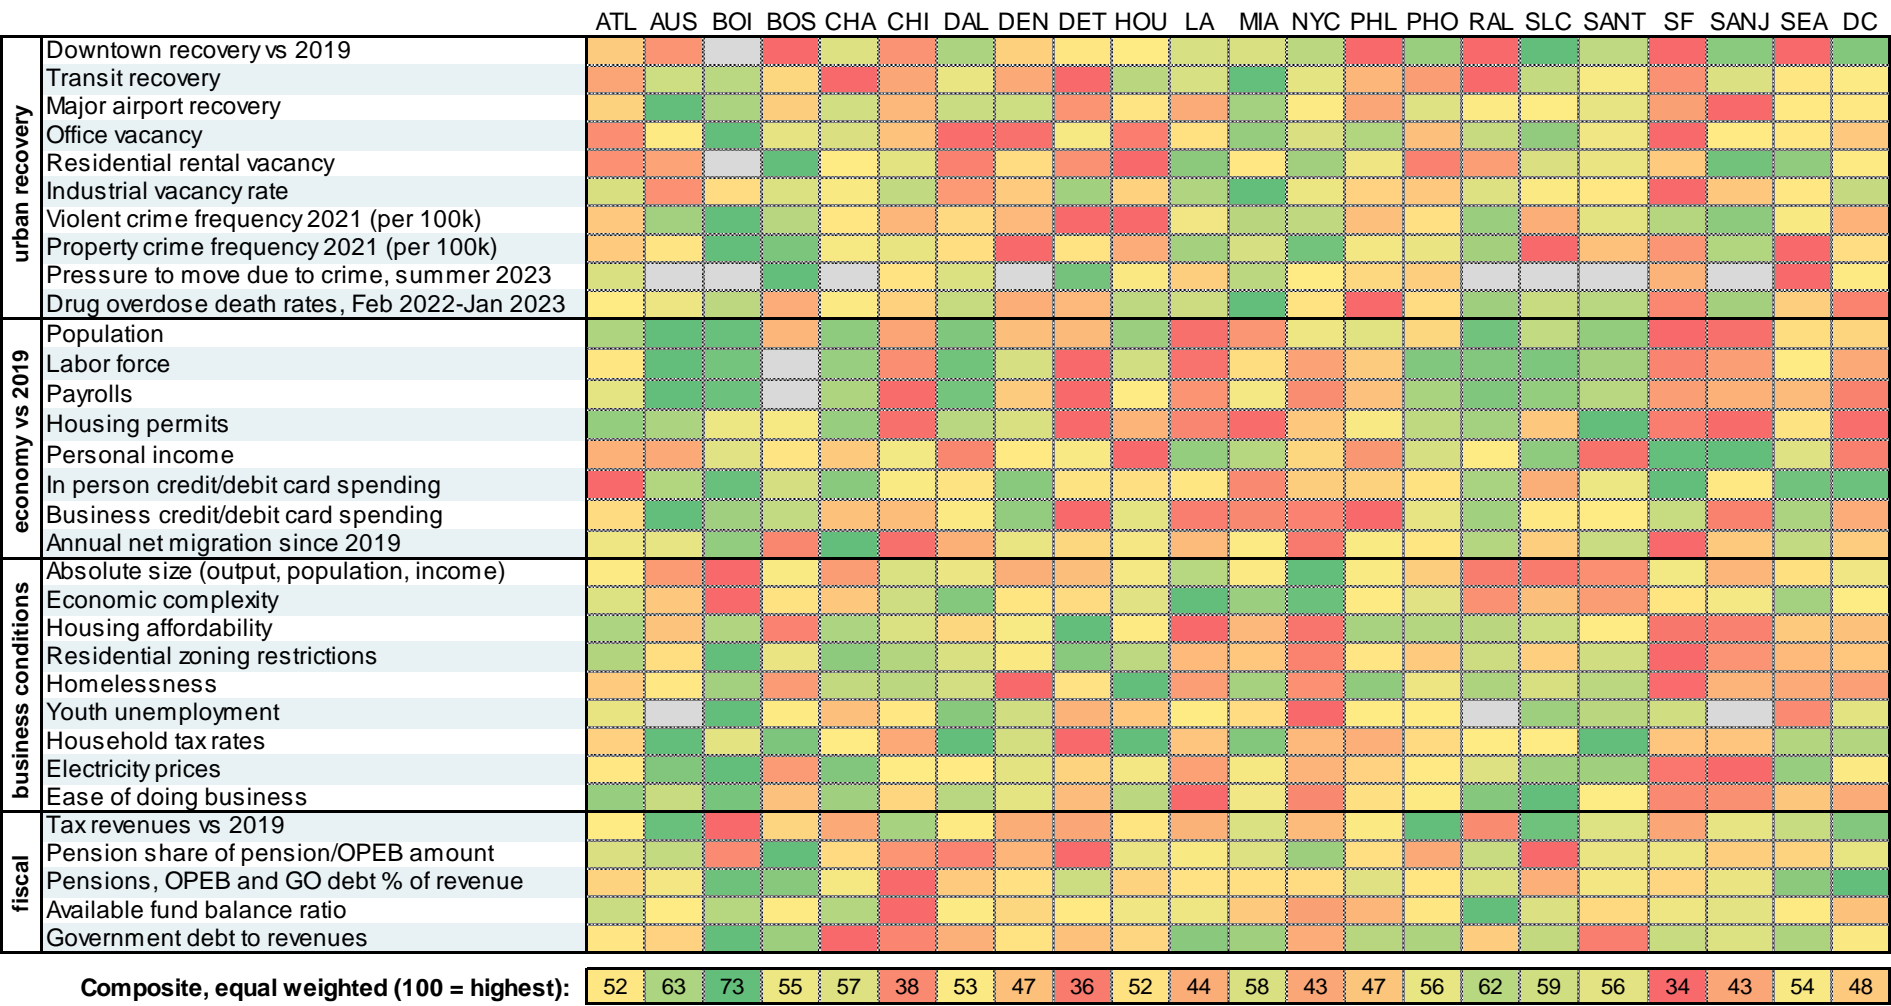 ATL AUS BOI BOS CHA CHI DAL DEN DET HOU LA MIA NYC PHL PHO RAL SLC SANT SF SANJ SEA DC
urban recovery
Downtown recovery vs 2019
Transit recovery
Major airport recovery
Office vacancy
Residential rental vacancy
Industrial vacancy rate
Violent crime frequency 2021 (per 100k)
Property crime frequency 2021 (per 100k)
Pressure to move due to crime, summer 2023
Drug overdose death rates, Feb 2022-Jan 2023
economy vs 2019
Population
Labor force
Payrolls
Housing permits
Personal income
In person credit/debit card spending
Business credit/debit card spending
Annual net migration since 2019
business conditions
Absolute size (output, population, income)
Economic complexity
Housing affordability
Residential zoning restrictions
Homelessness
Youth unemployment
Household tax rates
Electricity prices
Ease of doing business
fiscal
Tax revenues vs 2019
Pension share of pension/OPEB amount
Pensions, OPEB and GO debt % of revenue
Available fund balance ratio
Government debt to revenues
Composite, equal weighted (100 = highest): 52 63 73 55 57 38 53 47 36 52 44 58 43 47 56 62 59 56 34 43 54 48